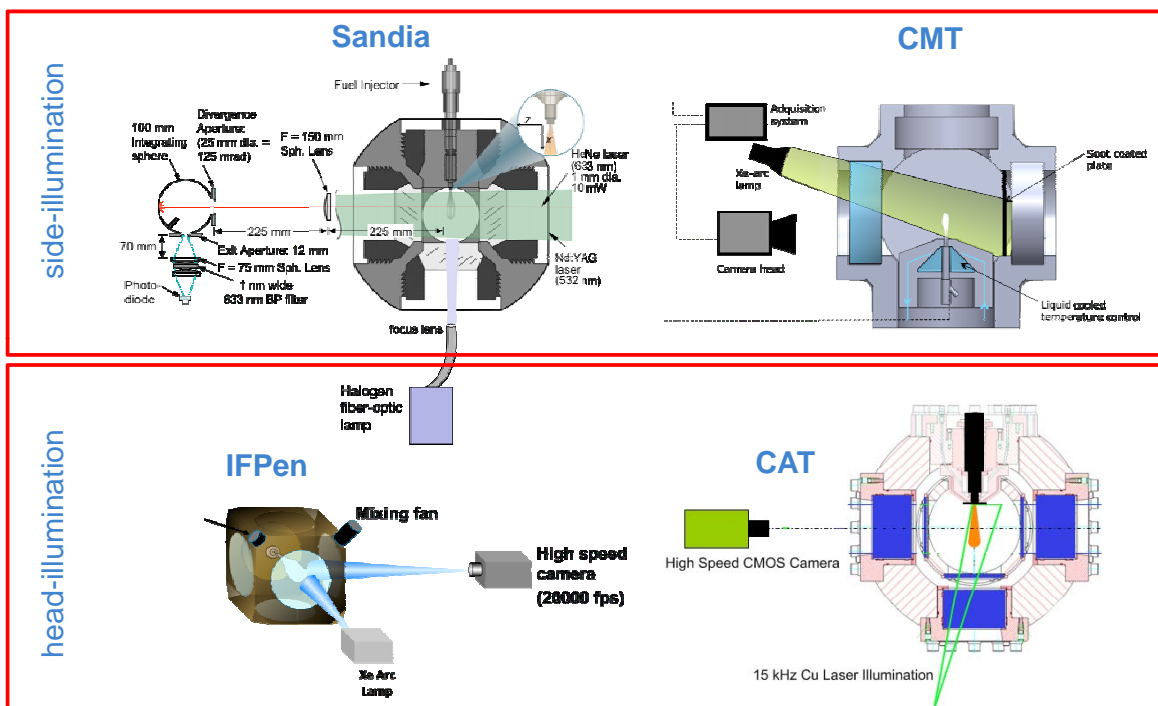 side-illumination
Sandia
Fuel Injector
Divergence
Aperture:
(25 mm dia. =
125 mrad)
100 mm
Integrating
sphere
F = 150 mm
Sph. Lens
z
x
HeNe laser
(633 nm)
1 mm dia.
10 mW
225 mm
225 mm
70 mm
Exit Aperture: 12 mm
F = 75 mm Sph. Lens
1 nm wide
633 nm BP filter
Photo-
diode
Nd:YAG
laser
(532 nm)
focus lens
Halogen
fiber-optic
lamp
CMT
Adquisition
system
Xe-arc
lamp
Soot coated
plate
Camera head
Liquid cooled
temperature control
head-illumination
IFPen
Mixing fan
High speed
camera
(20000 fps)
Xe Arc
Lamp
CAT
High Speed CMOS Camera
15 kHz Cu Laser Illumination